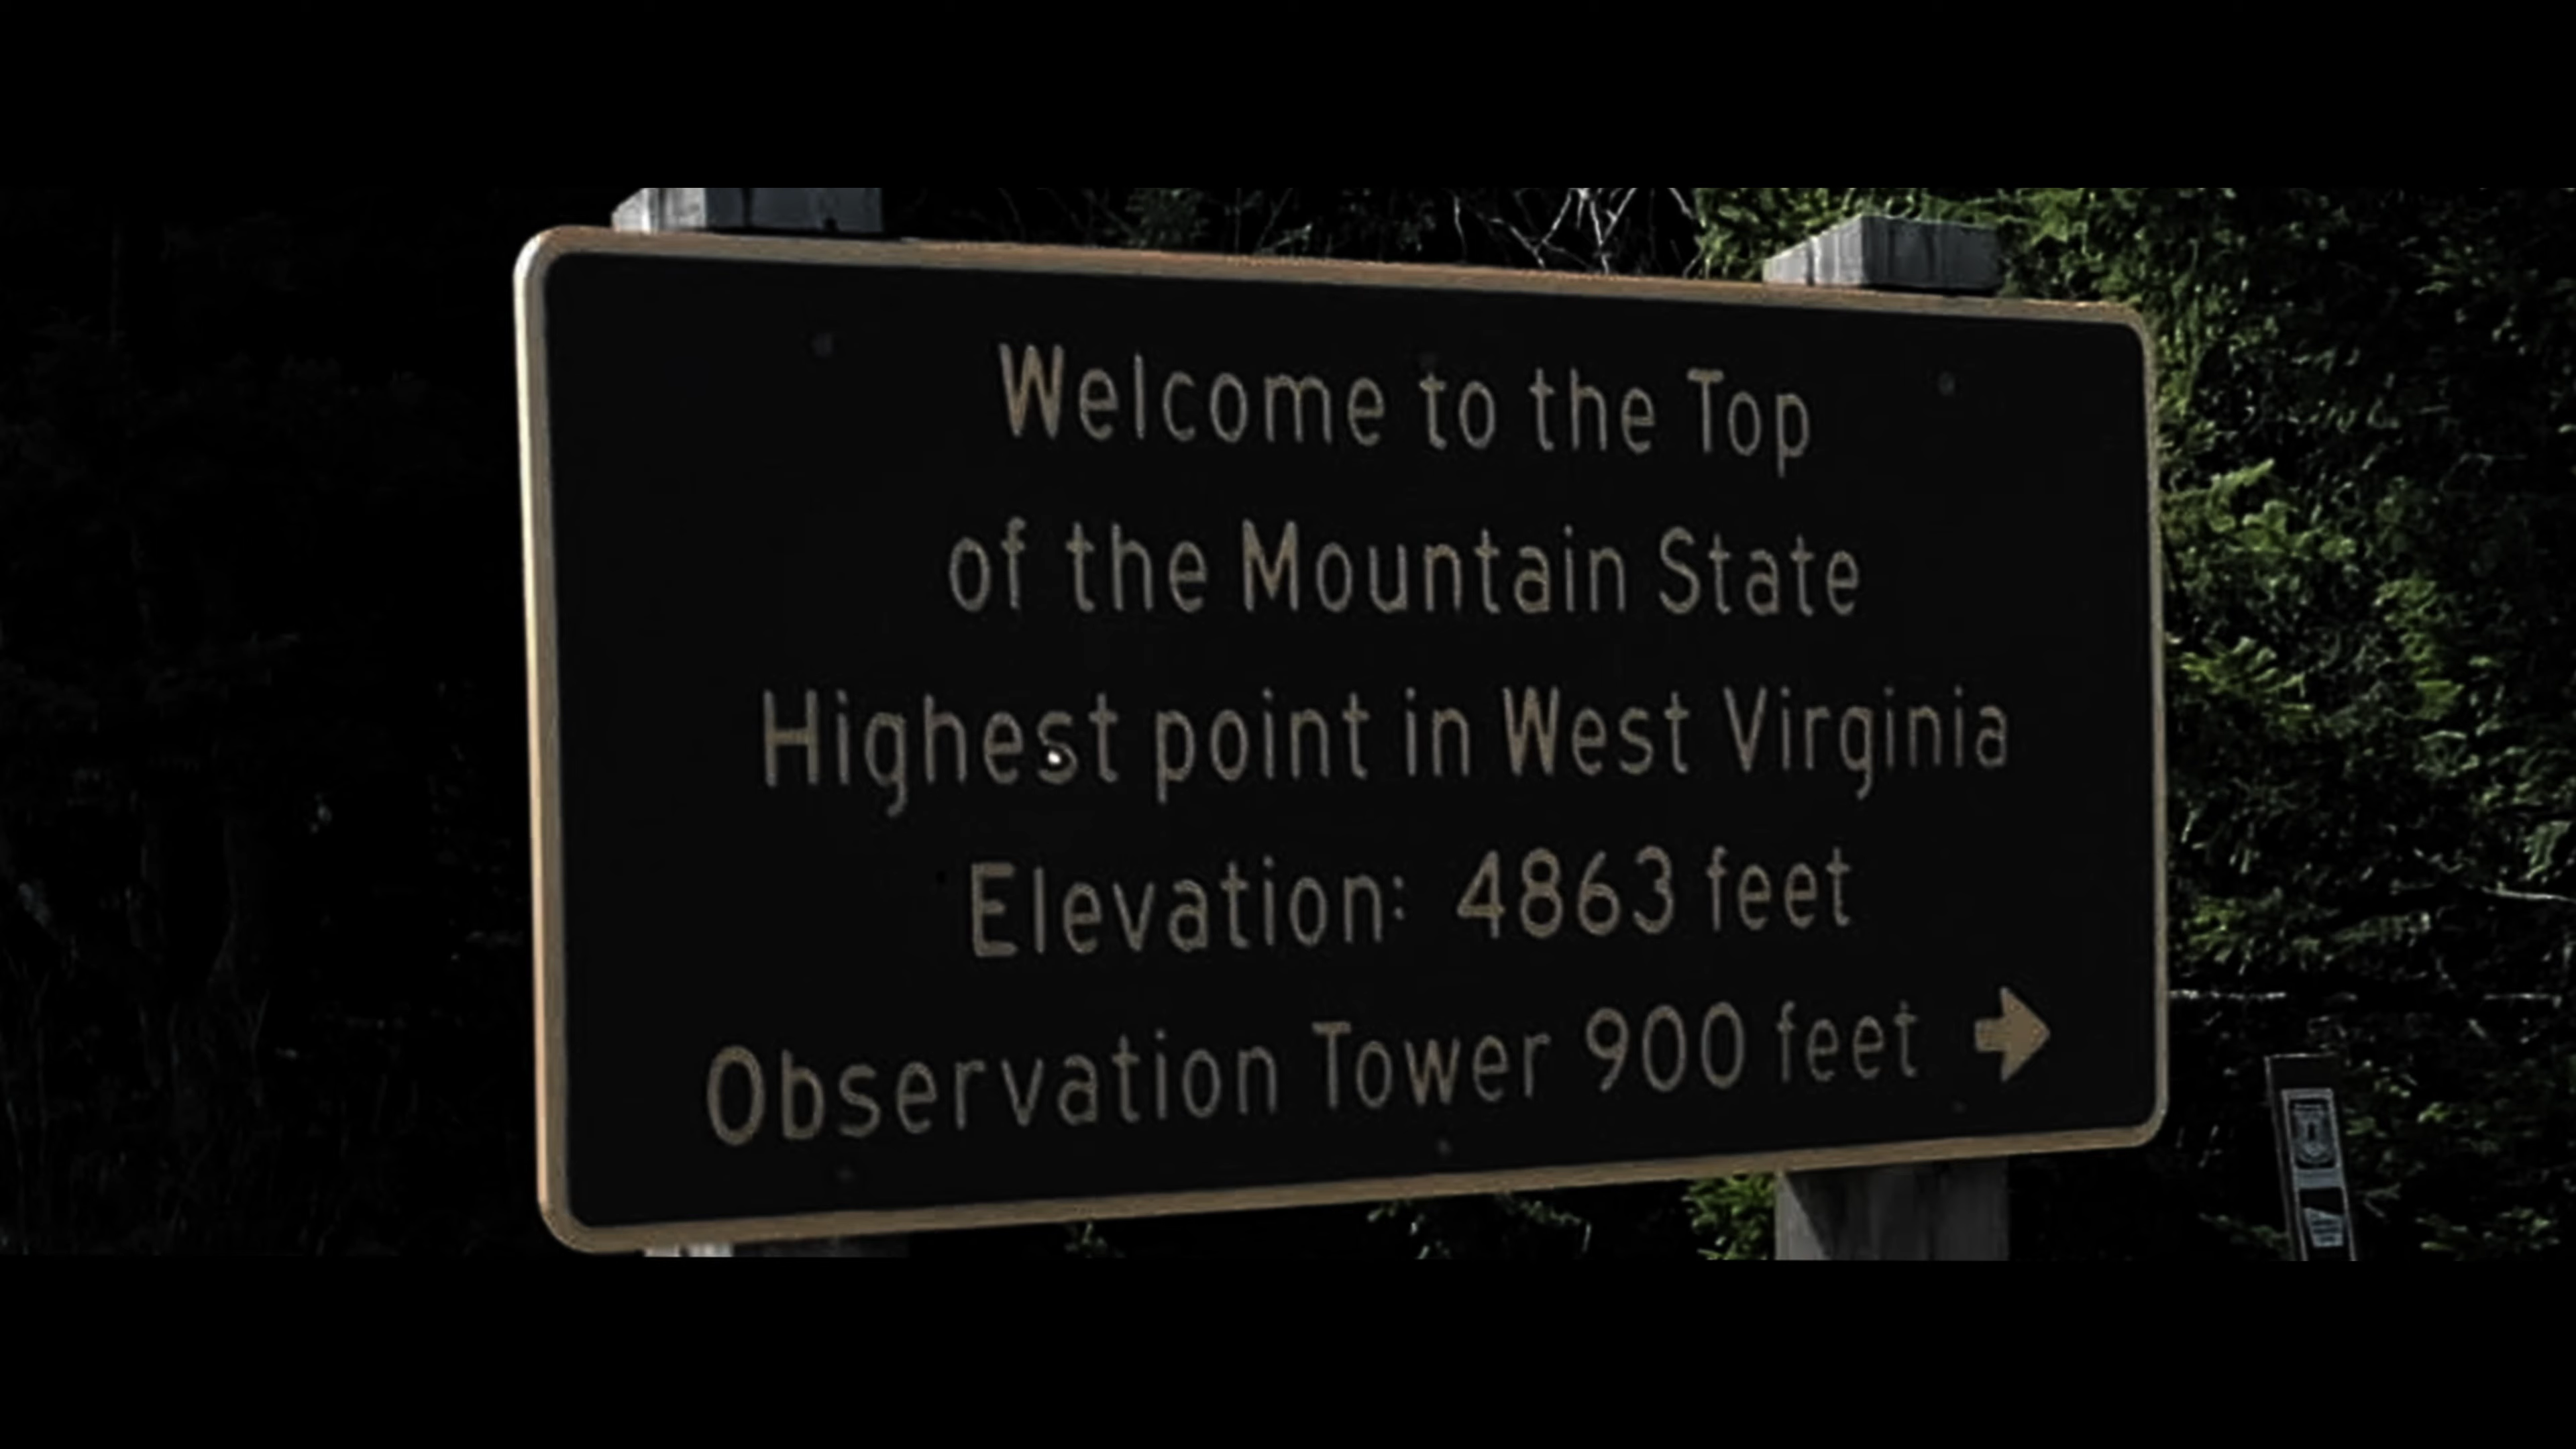 Welcome to the Top
of the Mountain State
Highest point in West Virginia
Elevation: 4863 feet
Observation Tower 900 feet